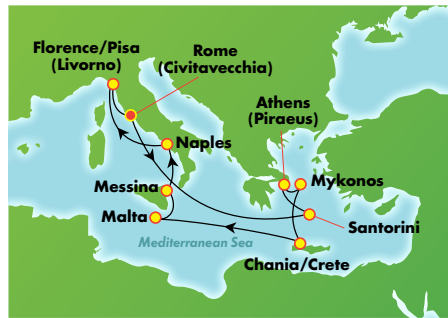 Florence/Pisa
(Livorno)
Rome
(Civitavecchia)
Athens
(Piraeus)
Naples
Messina
Mykonos
Malta
Santorini
Mediterranean Sea
Chania/Crete